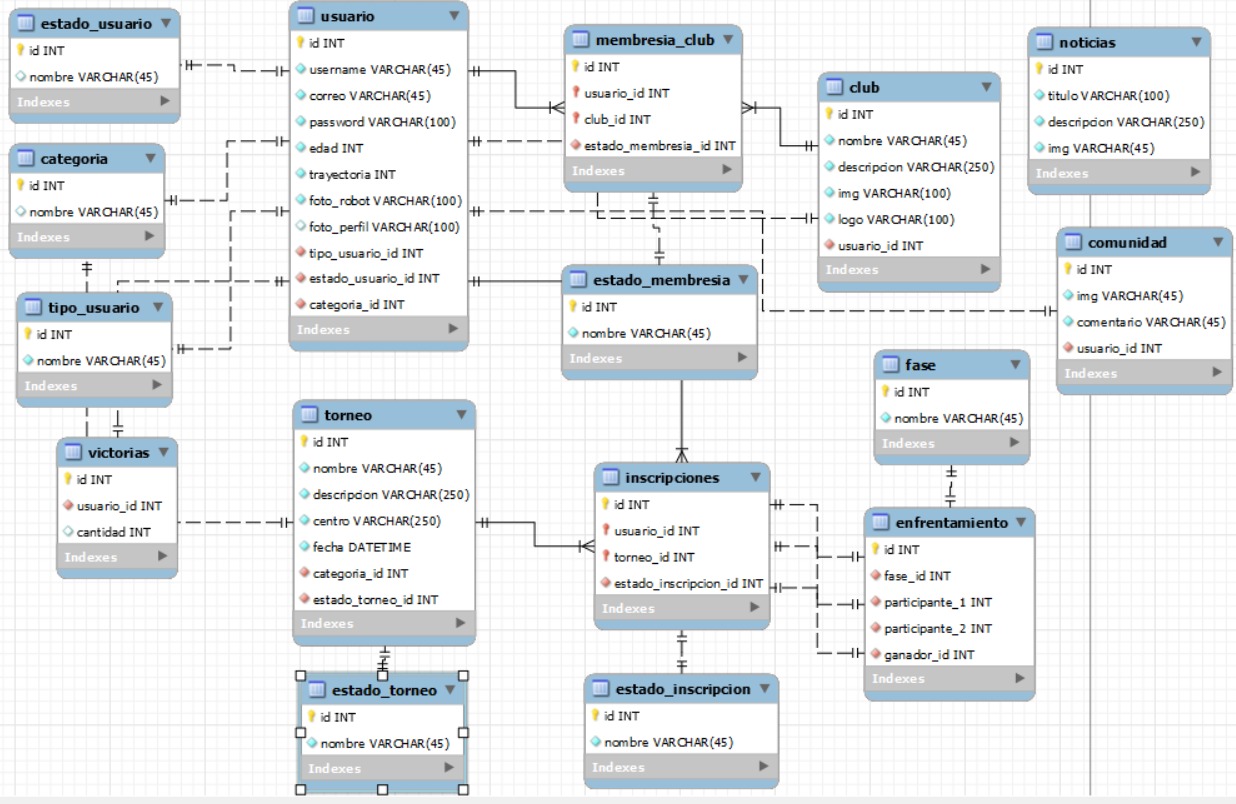 estado_usuario
id INT
nombre VARCHAR(45)
Indexes
categoria
id INT
nombre VARCHAR(45)
Indexes
tipo_usuario
id INT
nombre VARCHAR(45)
Indexes
victorias
id INT
usuario_id INT
cantidad INT
Indexes
usuario
id INT
username VARCHAR(45)
correo VARCHAR(45)
password VARCHAR(100)
edad INT
trayectoria INT
foto_robot VARCHAR(100)
foto_perfil VARCHAR(100)
tipo_usuario_id INT
estado_usuario_id INT
categoria_id INT
Indexes
torneo
id INT
nombre VARCHAR(45)
descripcion VARCHAR(250)
centro VARCHAR(250)
fecha DATETIME
categoria_id INT
estado_torneo_id INT
Indexes
estado_torneo
id INT
nombre VARCHAR(45)
Indexes
membresia_club
id INT
usuario_id INT
club_id INT
estado_membresia_id INT
Indexes
estado_membresia
id INT
nombre VARCHAR(45)
Indexes
inscripciones
id INT
usuario_id INT
torneo_id INT
estado_inscripcion_id INT
Indexes
estado_inscripcion
id INT
nombre VARCHAR(45)
Indexes
club
id INT
nombre VARCHAR(45)
descripcion VARCHAR(250)
img VARCHAR(100)
logo VARCHAR(100)
usuario_id INT
Indexes
fase
id INT
nombre VARCHAR(45)
Indexes
enfrentamiento
id INT
fase_id INT
participante_1 INT
participante_2 INT
ganador_id INT
Indexes
noticias
id INT
titulo VARCHAR(100)
descripcion VARCHAR(250)
img VARCHAR(45)
Indexes
comunidad
id INT
img VARCHAR(45)
comentario VARCHAR(45)
usuario_id INT
Indexes